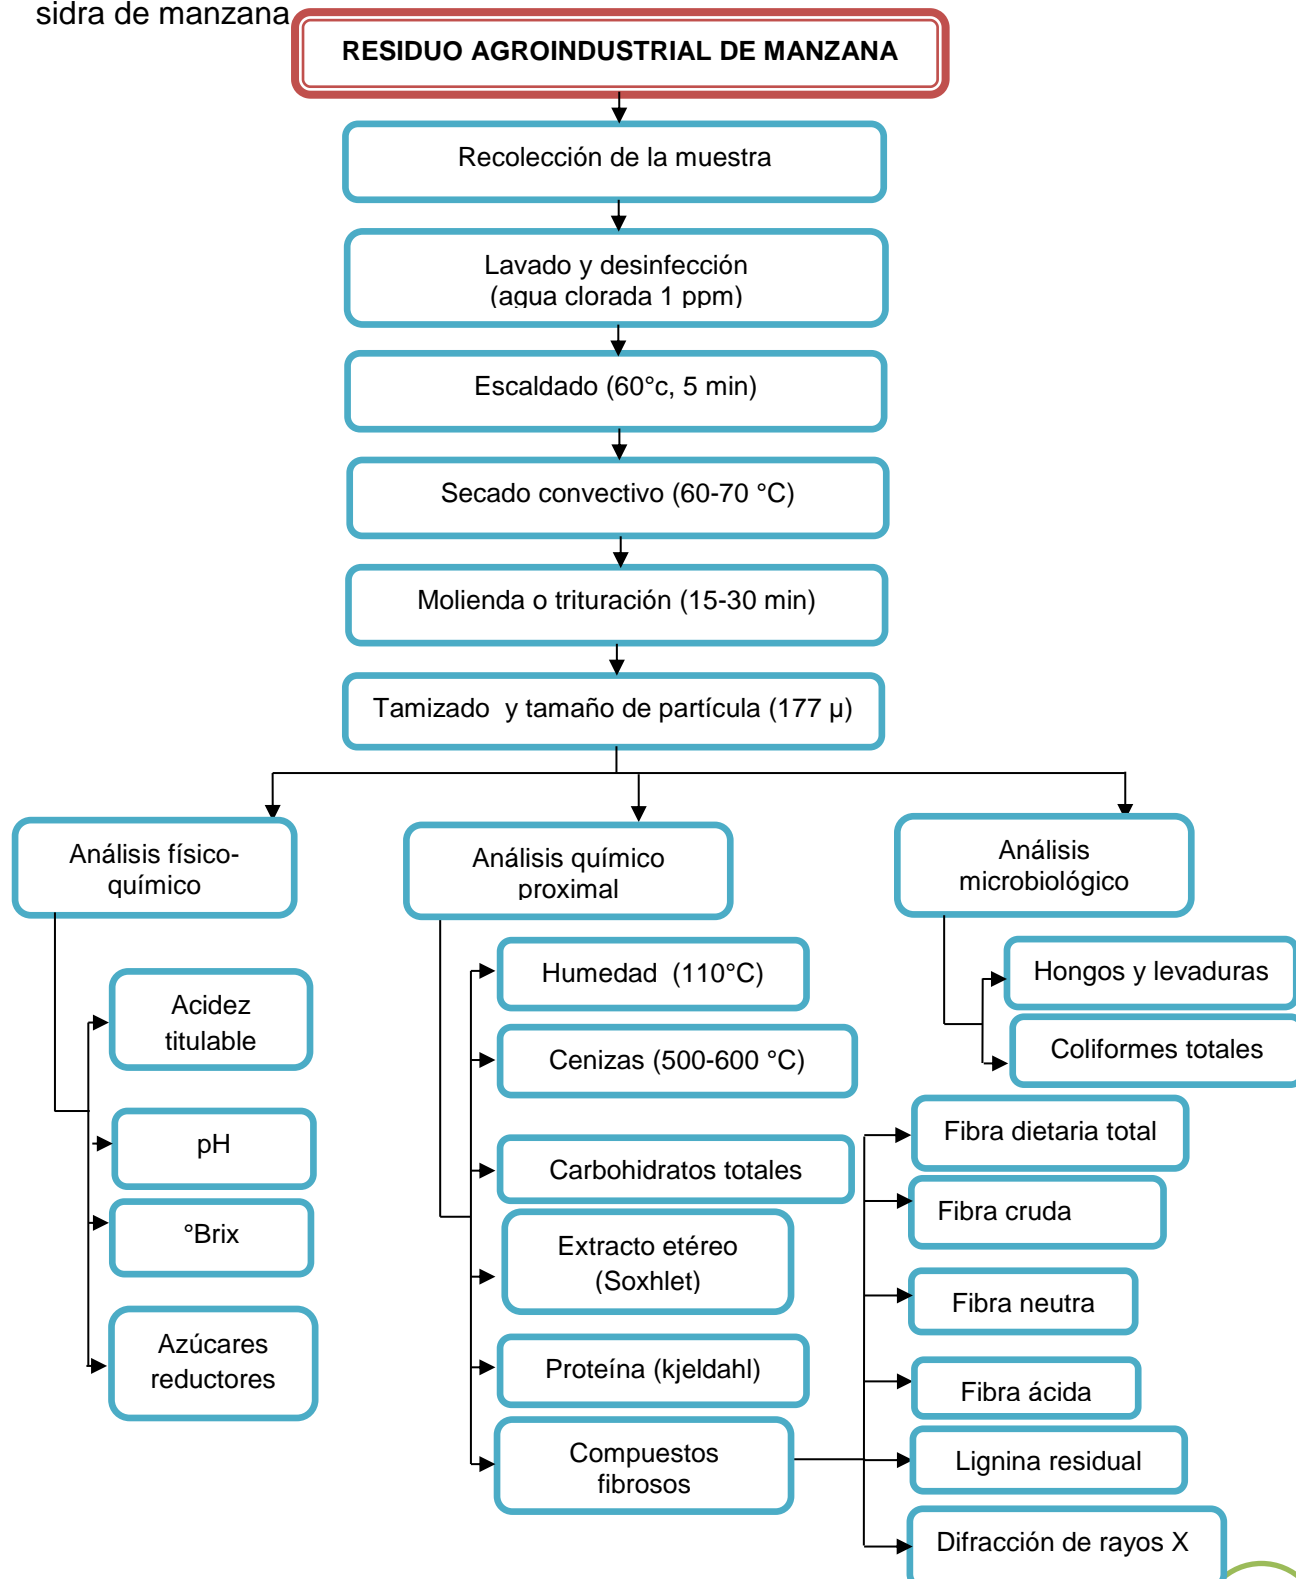 sidra de manzana
RESIDUO AGROINDUSTRIAL DE MANZANA
Recolección de la muestra
Lavado y desinfección
(agua clorada 1 ppm)
Escaldado (60°c, 5 min)
Secado convectivo (60-70 °C)
Molienda o trituración (15-30 min)
Tamizado y tamaño de partícula (177 µ)
Análisis físico-
químico
Acidez
titulable
pH
°Brix
Azúcares
reductores
Análisis químico
proximal
Humedad (110°C)
Cenizas (500-600 °C)
Carbohidratos totales
Extracto etéreo
(Soxhlet)
Proteína (kjeldahl)
Compuestos
fibrosos
Fibra dietaria total
Fibra cruda
Fibra neutra
Fibra ácida
Lignina residual
Difracción de rayos X
Análisis
microbiológico
Hongos y levaduras
Coliformes totales